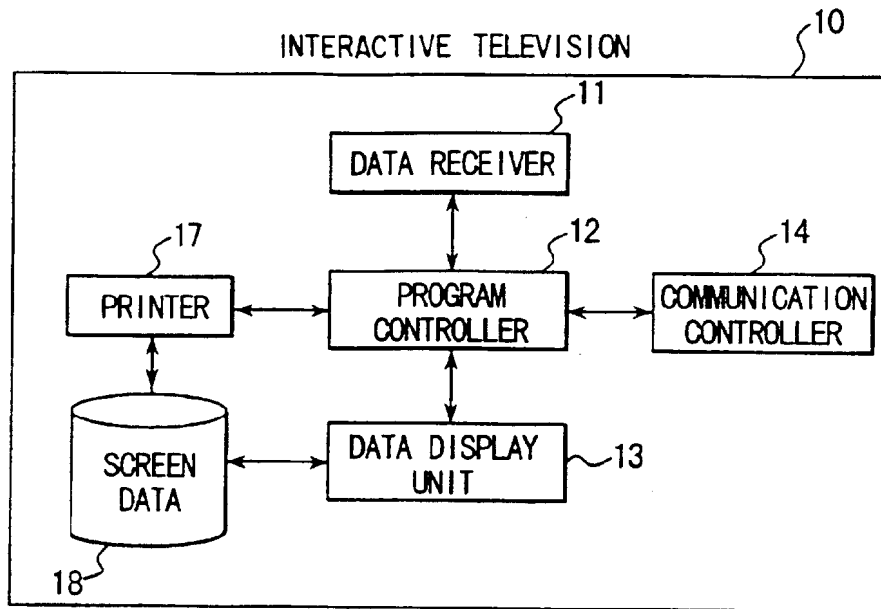 INTERACTIVE TELEVISION
10
11
DATA RECEIVER
17
12
14
PRINTER
PROGRAM
CONTROLLER
COMMUNICATION
CONTROLLER
SCREEN
DATA
DATA DISPLAY
UNIT
13
18